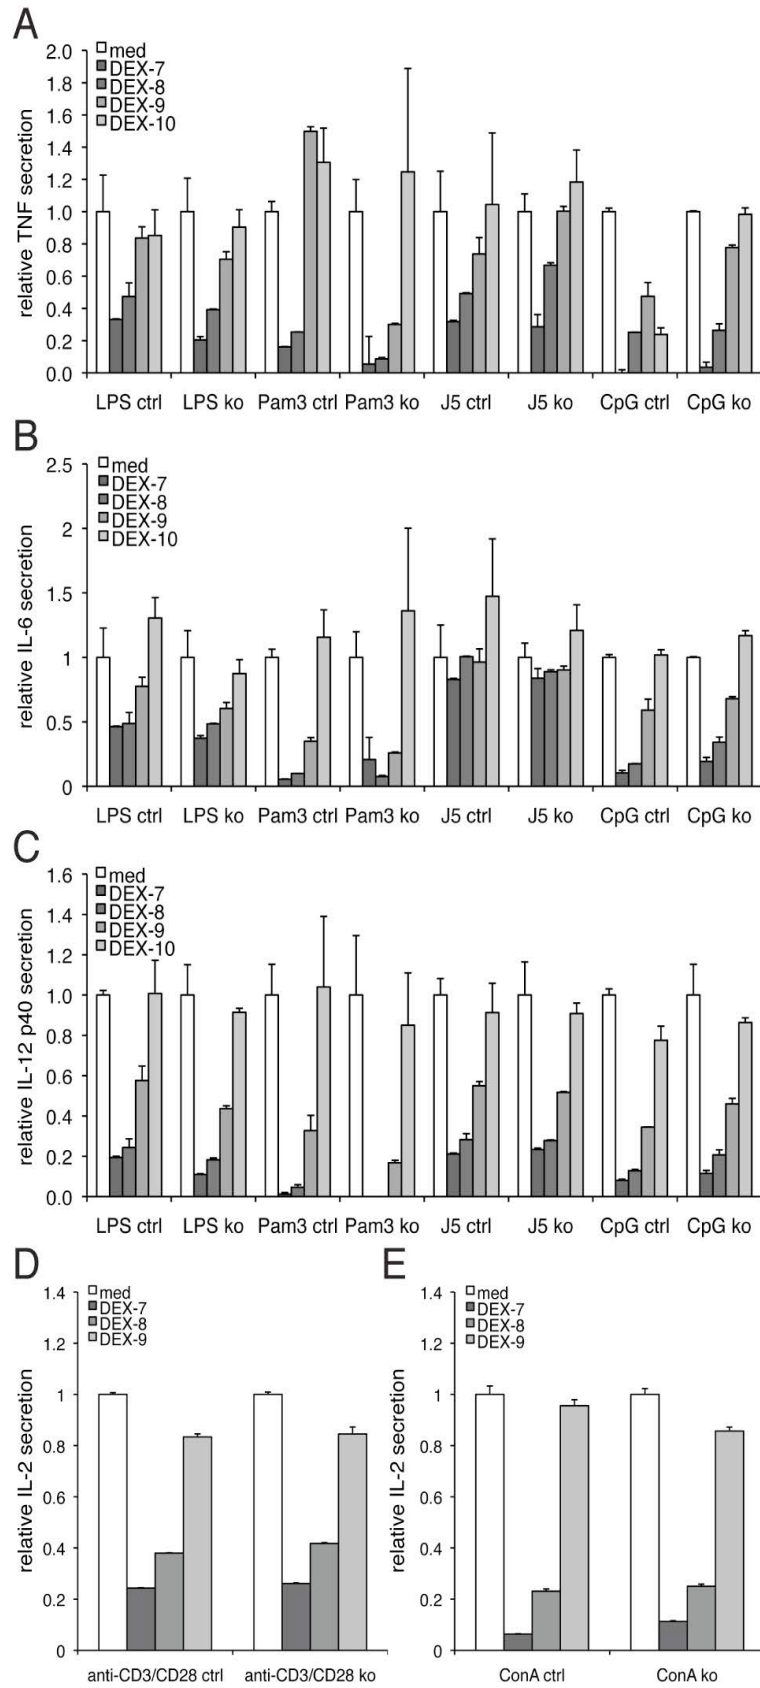 A
relative TNF secretion
2.0
1.8
1.6
1.4
1.2
1.0
0.8
0.6
0.4
0.2
0.0
med
DEX-7
DEX-8
DEX-9
DEX-10
LPS ctrl LPS ko Pam3 ctrl Pam3 ko J5 ctrl J5 ko CpG ctrl CpG ko
B
relative IL-6 secretion
2.5
2
1.5
1
0.5
0
med
DEX-7
DEX-8
DEX-9
DEX-10
LPS ctrl LPS ko Pam3 ctrl Pam3 ko J5 ctrl J5 ko CpG ctrl CpG ko
C
relative IL-12 p40 secretion
1.6
1.4
1.2
1.0
0.8
0.6
0.4
0.2
0.0
med
DEX-7
DEX-8
DEX-9
DEX-10
LPS ctrl LPS ko Pam3 ctrl Pam3 ko J5 ctrl J5 ko CpG ctrl CpG ko
D
relative IL-2 secretion
1.4
1.2
1
0.8
0.6
0.4
0.2
0
med
DEX-7
DEX-8
DEX-9
anti-CD3/CD28 ctrl anti-CD3/CD28 ko
E
relative IL-2 secretion
1.4
1.2
1
0.8
0.6
0.4
0.2
0
med
DEX-7
DEX-8
DEX-9
ConA ctrl ConA ko